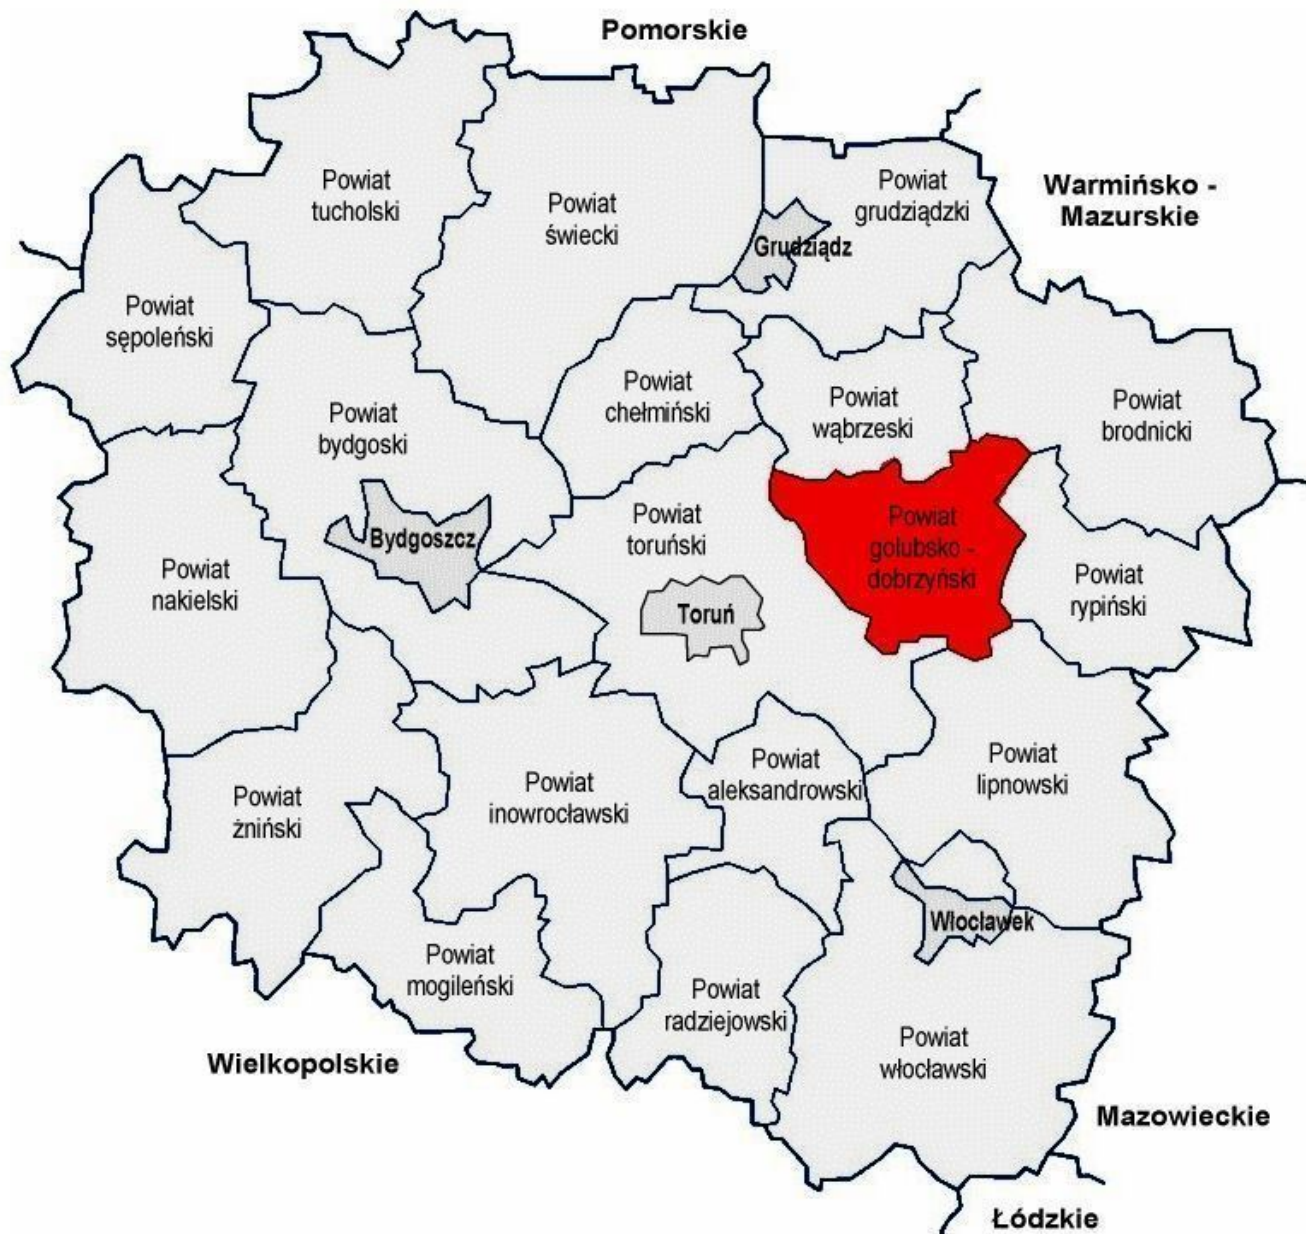 Pomorskie
Warmińsko -
Mazurskie
Powiat
tucholski
Powiat
świecki
Powiat
grudziądzki
Grudziądz
Powiat
sępoleński
Powiat
bydgoski
Powiat
chełmiński
Powiat
wąbrzeski
Powiat
brodnicki
Bydgoszcz
Powiat
toruński
Powiat
golubsko -
dobrzyński
Powiat
nakielski
Toruń
Powiat
rypiński
Powiat
żniński
Powiat
inowrocławski
Powiat
aleksandrowski
Powiat
lipnowski
Włocławek
Powiat
mogileński
Powiat
radziejowski
Powiat
włocławski
Wielkopolskie
Mazowieckie
Łódzkie